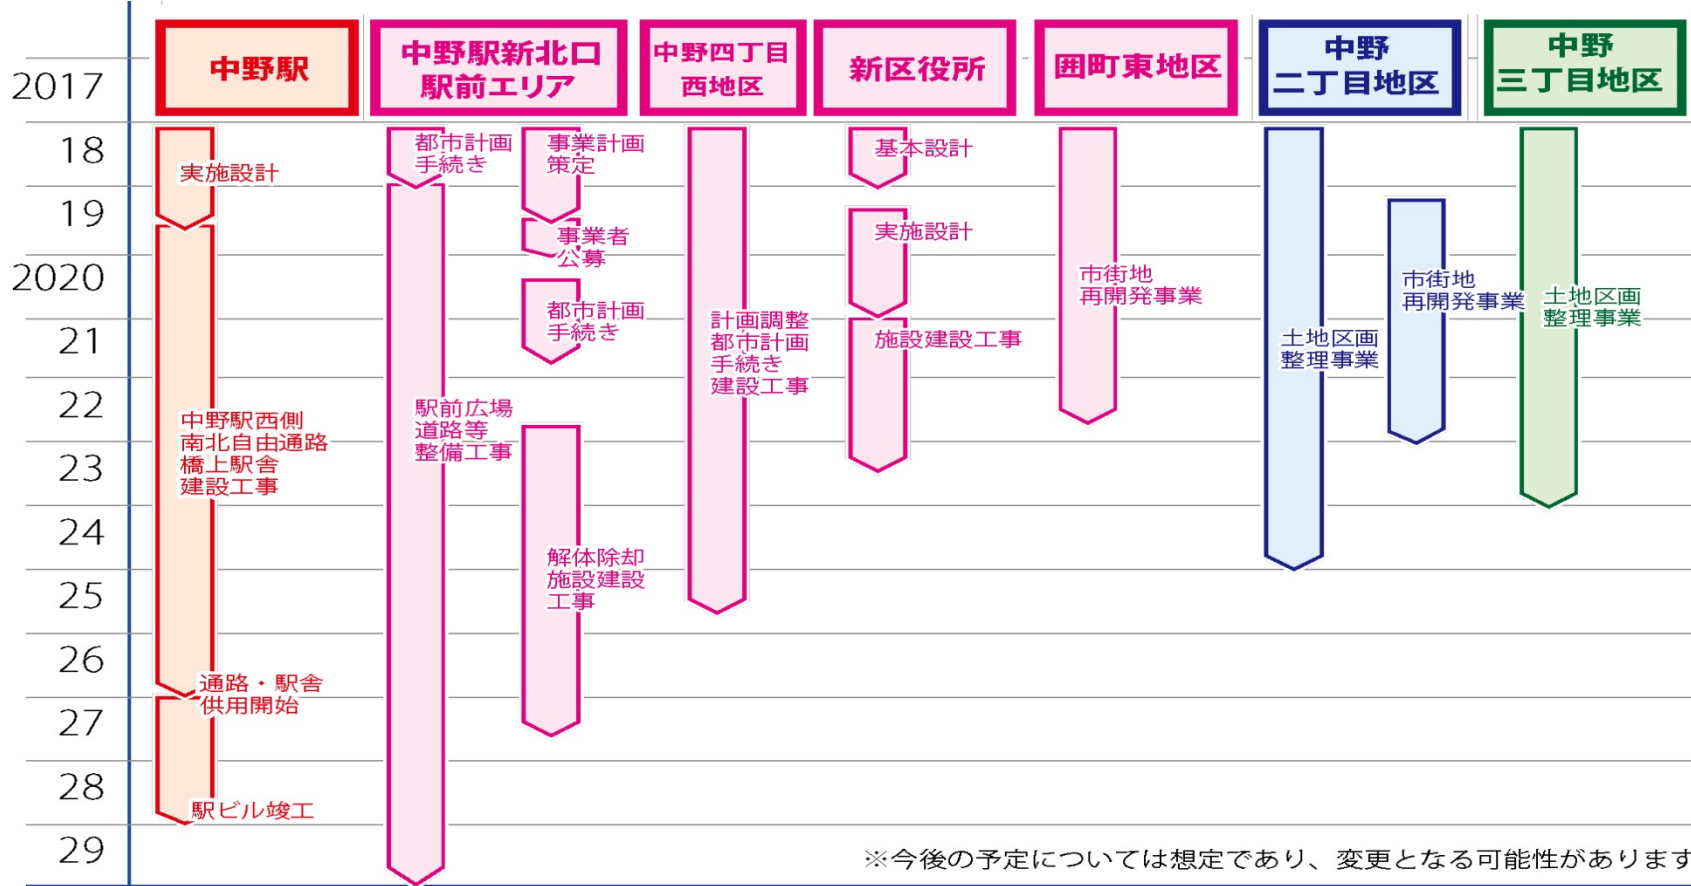 中野駅
中野駅新北口
駅前エリア
中野四丁目
西地区
新区役所
囲町東地区
中野
二丁目地区
中野
三丁目地区
2017
18
19
2020
21
22
23
24
25
26
27
28
29
実施設計
中野駅西側
南北自由通路
橋上駅舎
建設工事
通路・駅舎
供用開始
駅ビル竣工
都市計画
手続き
駅前広場
道路等
整備工事
事業計画
策定
事業者
公募
都市計画
手続き
解体除却
施設建設
工事
計画調整
都市計画
手続き
建設工事
基本設計
実施設計
施設建設工事
市街地
再開発事業
土地区画
整理事業
市街地
再開発事業
土地区画
整理事業
※今後の予定については想定であり、変更となる可能性があります